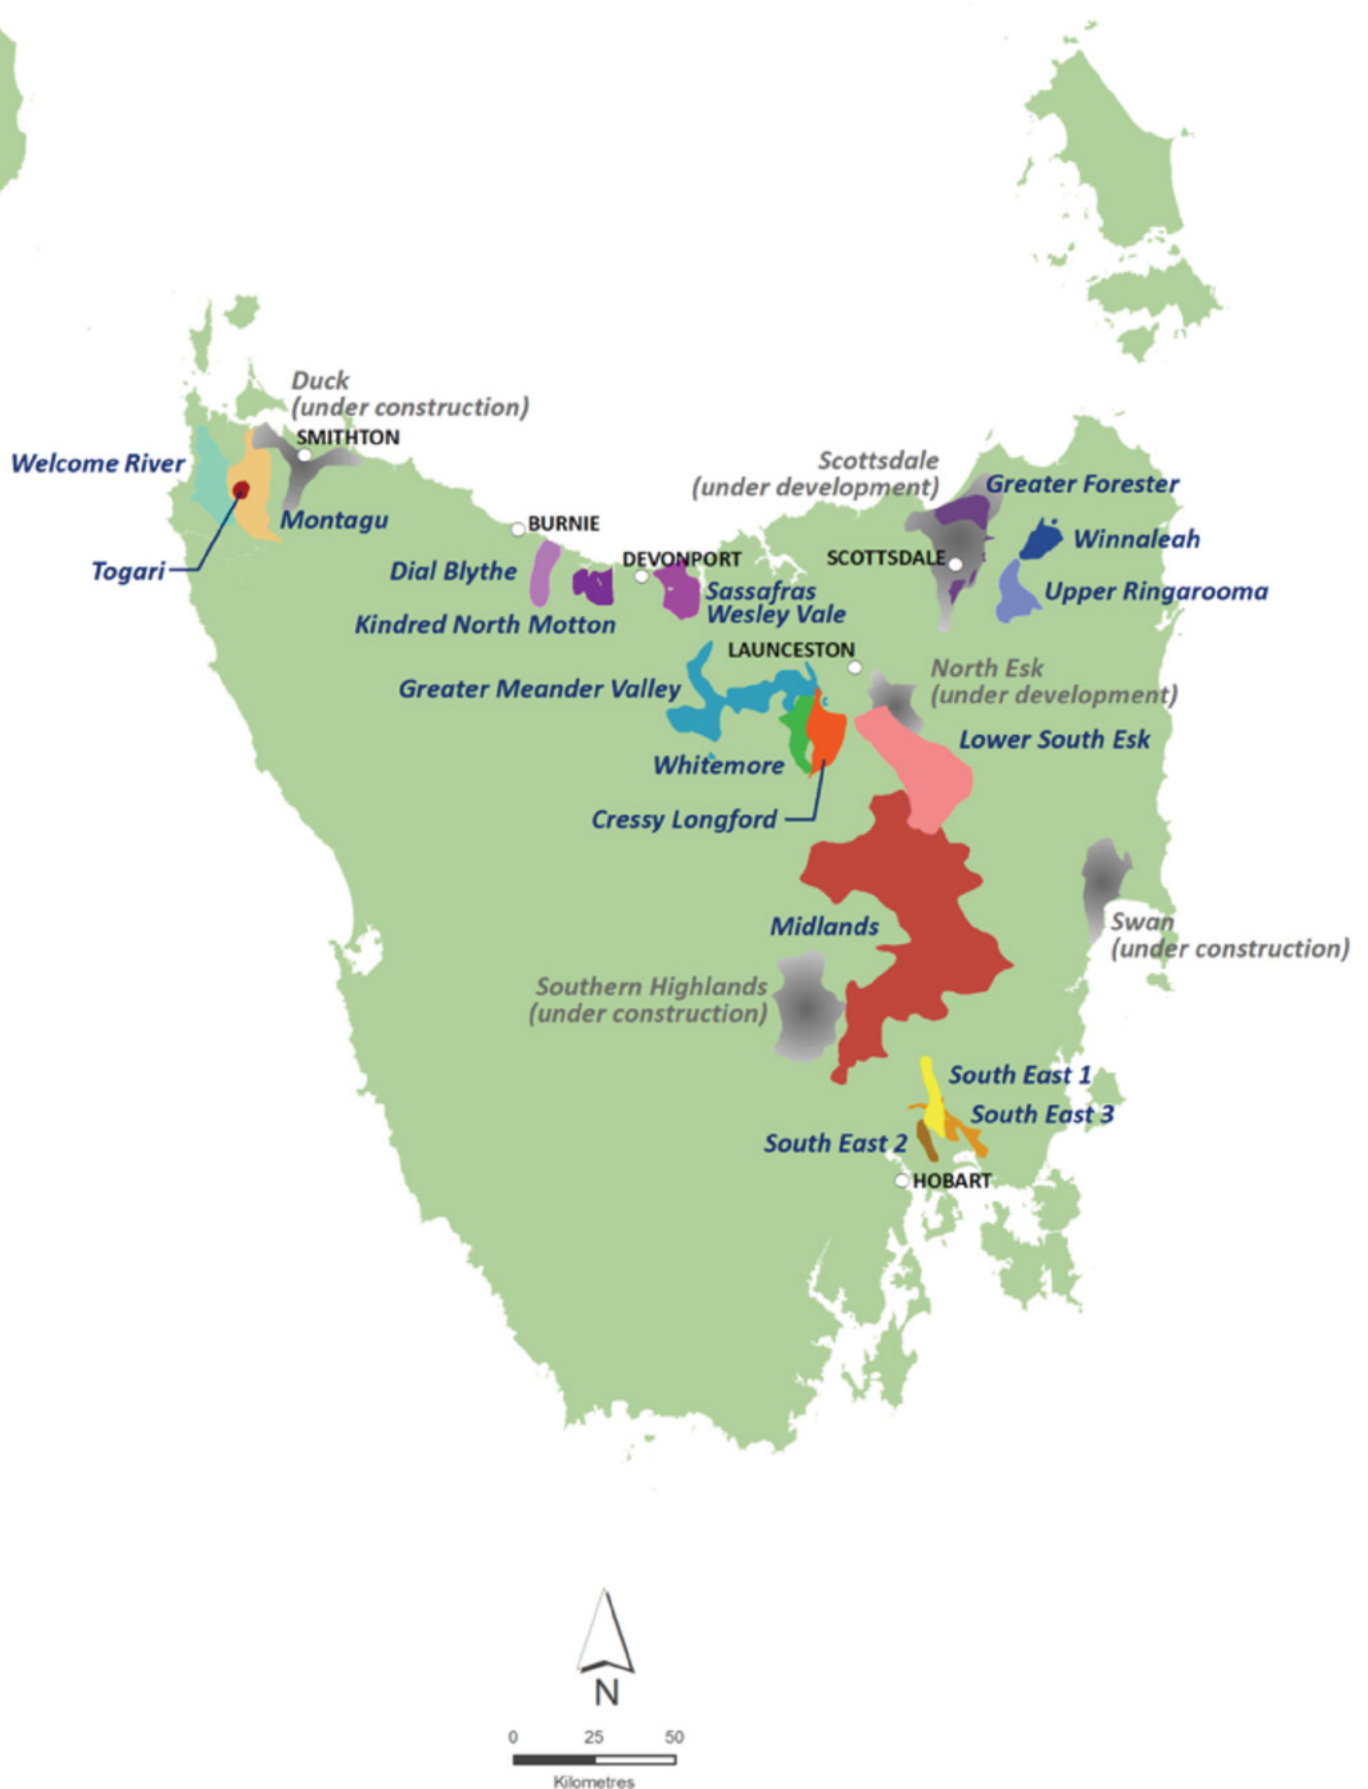 Duck
(under construction)
SMITHTON
Welcome River
Montagu
Togari
Scottsdale
(under development)
Greater Forester
BURNIE
Winnaleah
DEVONPORT
SCOTTSDALE
Dial Blythe
Sassafras
Wesley Vale
Upper Ringarooma
Kindred North Motton
LAUNCESTON
North Esk
(under development)
Greater Meander Valley
Lower South Esk
Whitemore
Cressy Longford
Midlands
Swan
(under construction)
Southern Highlands
(under construction)
South East 1
South East 3
South East 2
HOBART
N
0 25 50
Kilometres